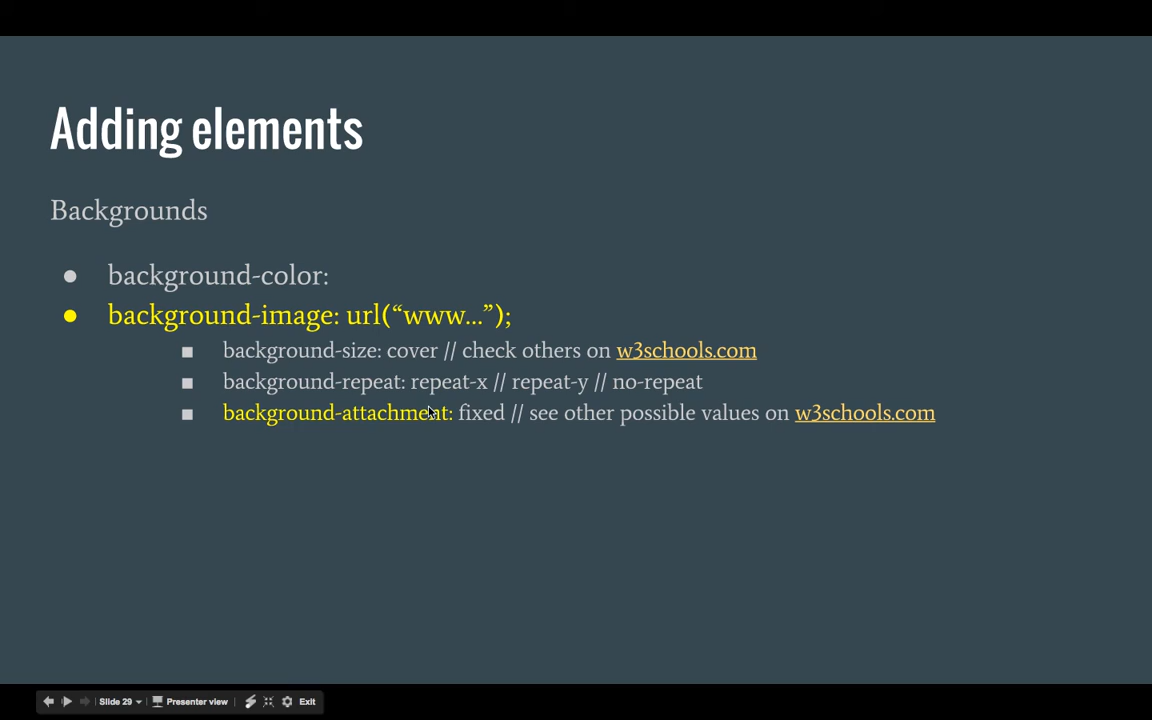 Adding elements
Backgrounds
● background-color:
● background-image: url(“www...”);
■ background-size: cover // check others on w3schools.com
■ background-repeat: repeat-x // repeat-y // no-repeat
■ background-attachment: fixed // see other possible values on w3schools.com
Slide 29 Presenter view Exit